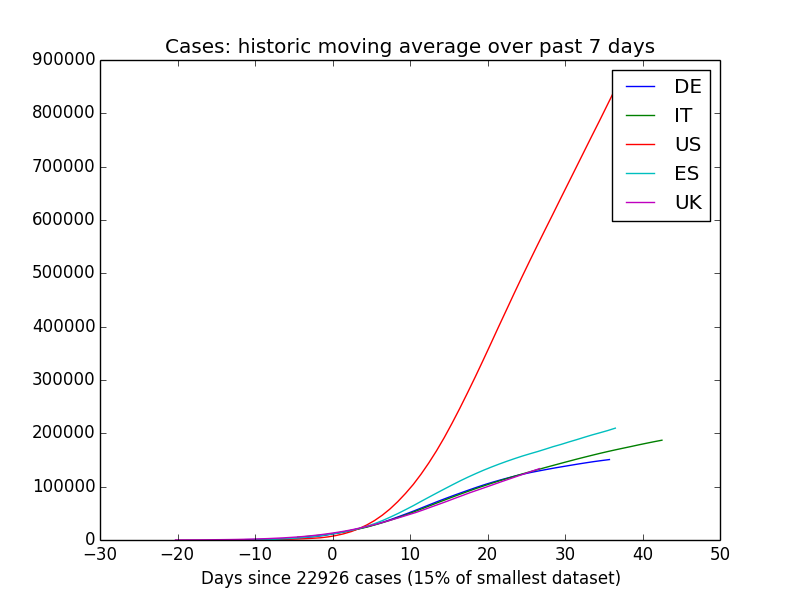 Cases: historic moving average over past 7 days
900000
800000
700000
600000
500000
400000
300000
200000
100000
0
DE
IT
US
ES
UK
−30 −20 −10 0 10 20 30 40 50
Days since 22926 cases (15% of smallest dataset)